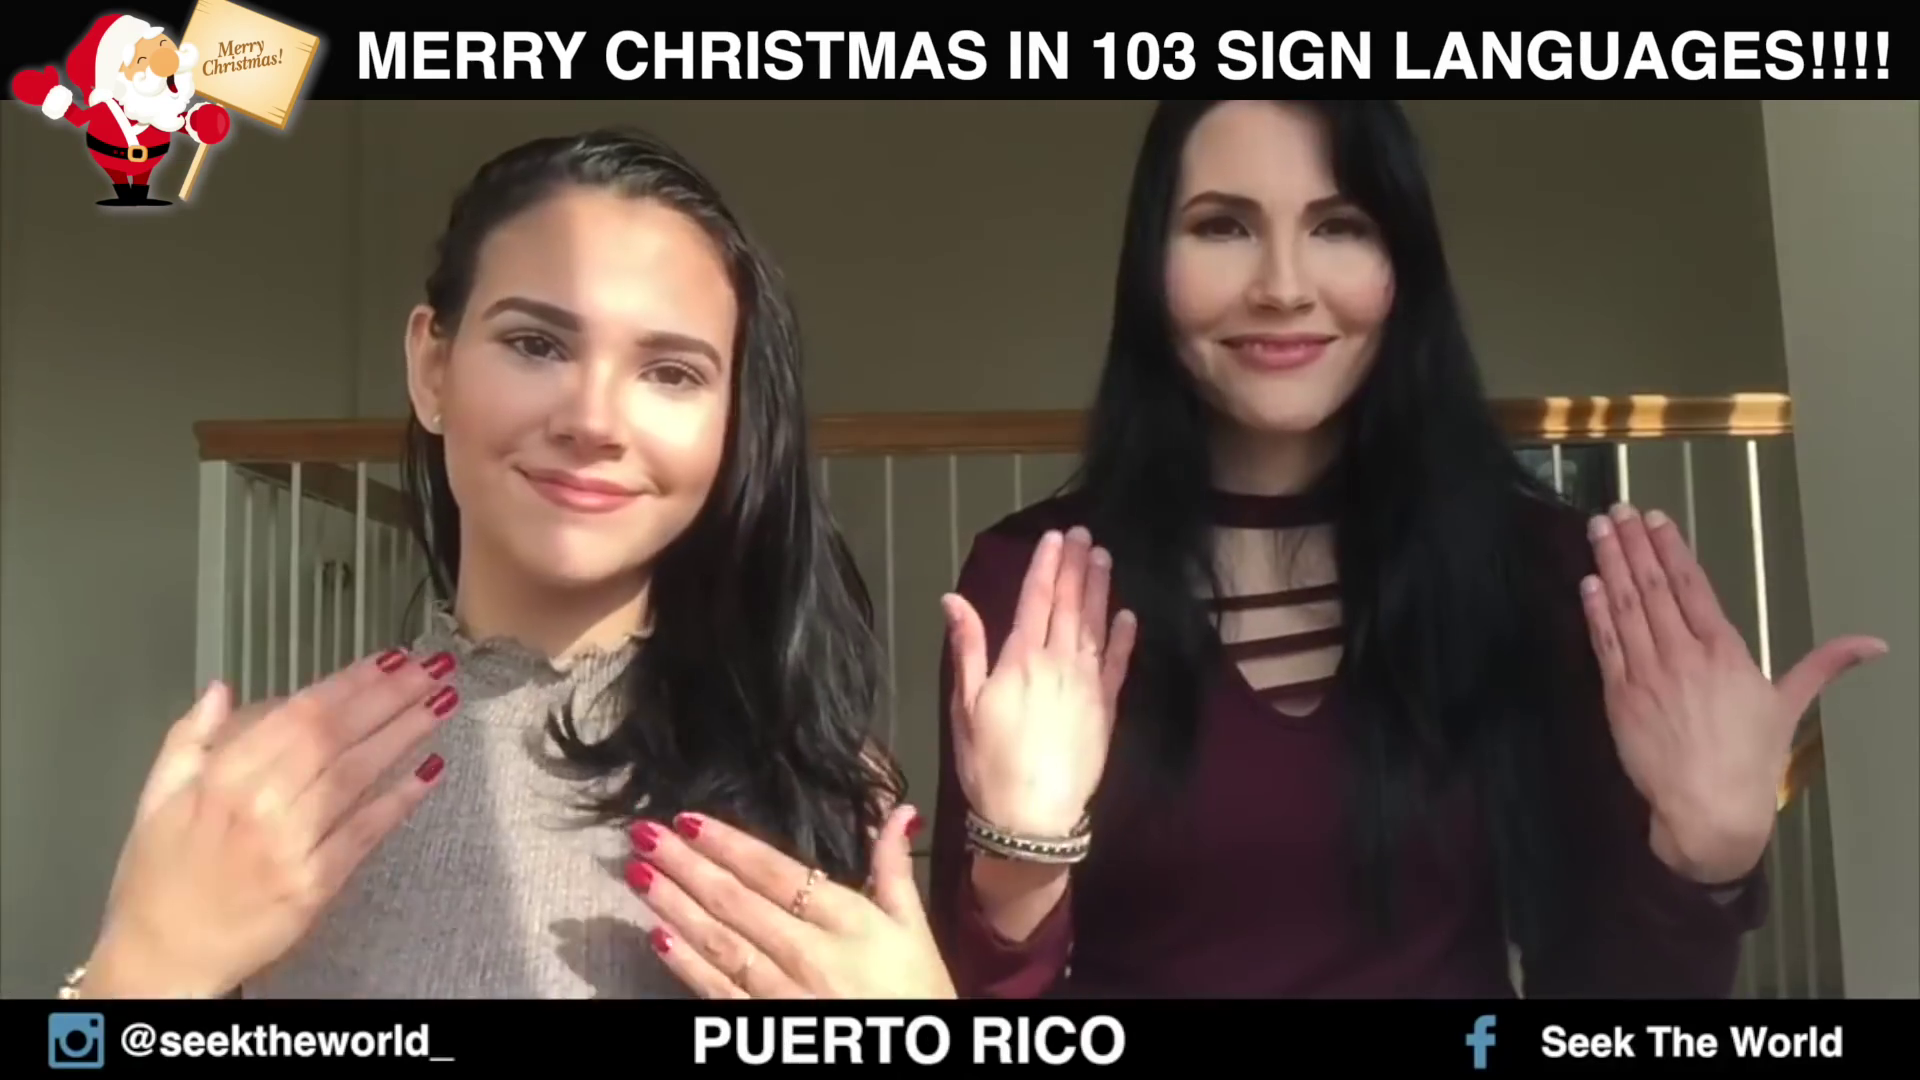 Merry
Christmas!
MERRY CHRISTMAS IN 103 SIGN LANGUAGES!!!!
@seektheworld_
PUERTO RICO
Seek The World